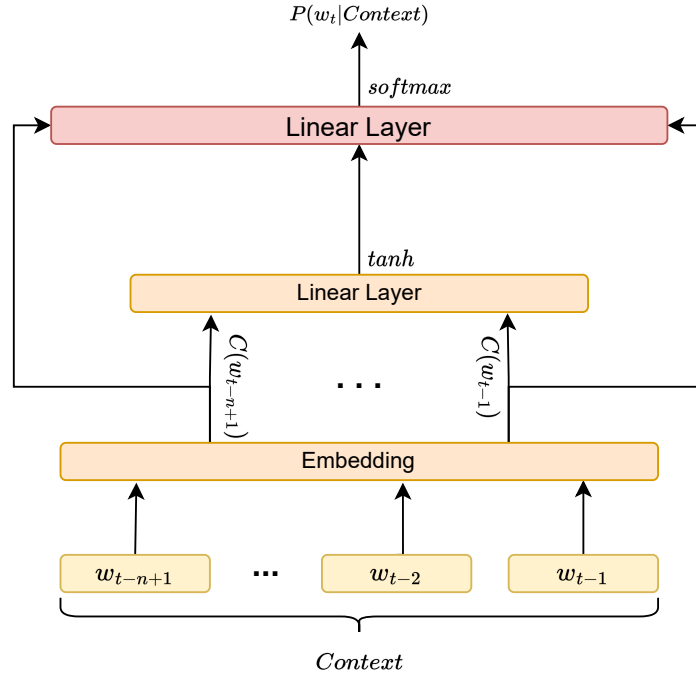 P(w_t|Context)
softmax
Linear Layer
tanh
Linear Layer
C(w_{t−n+1})
. . .
C(w_{t−1})
Embedding
w_{t−n+1}
...
w_{t−2}
w_{t−1}
Context